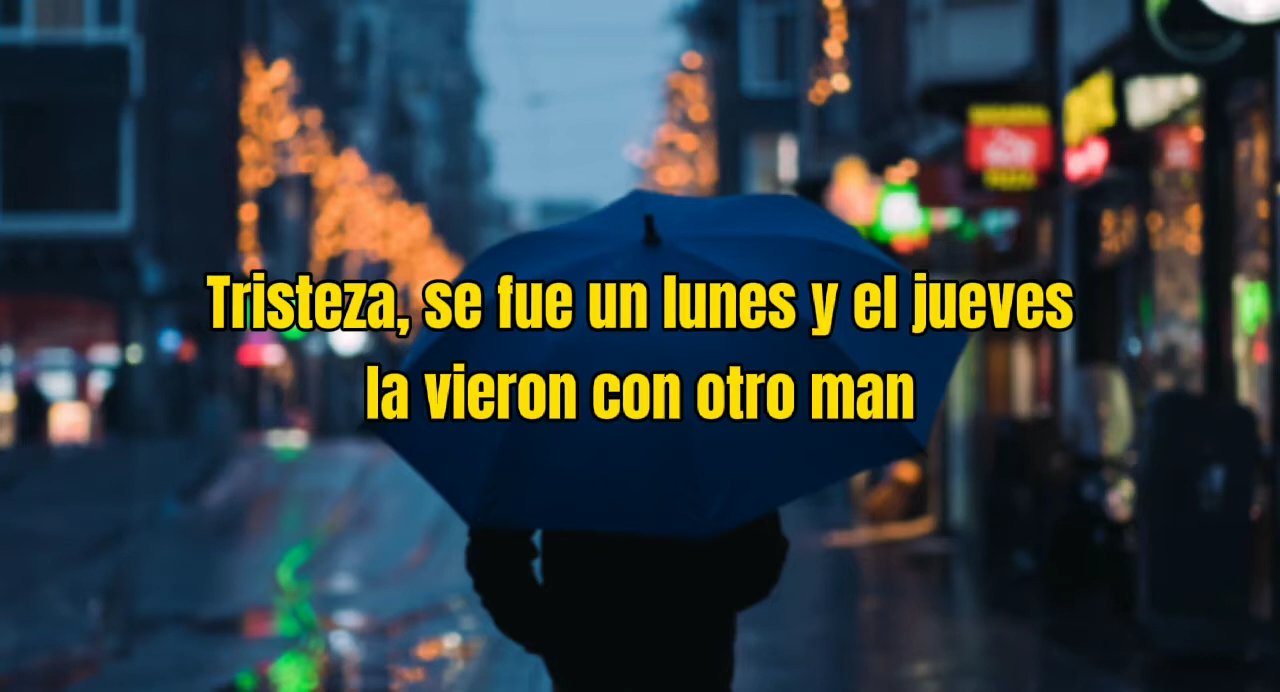 Tristeza, se fue un lunes y el jueves
la vieron con otro man